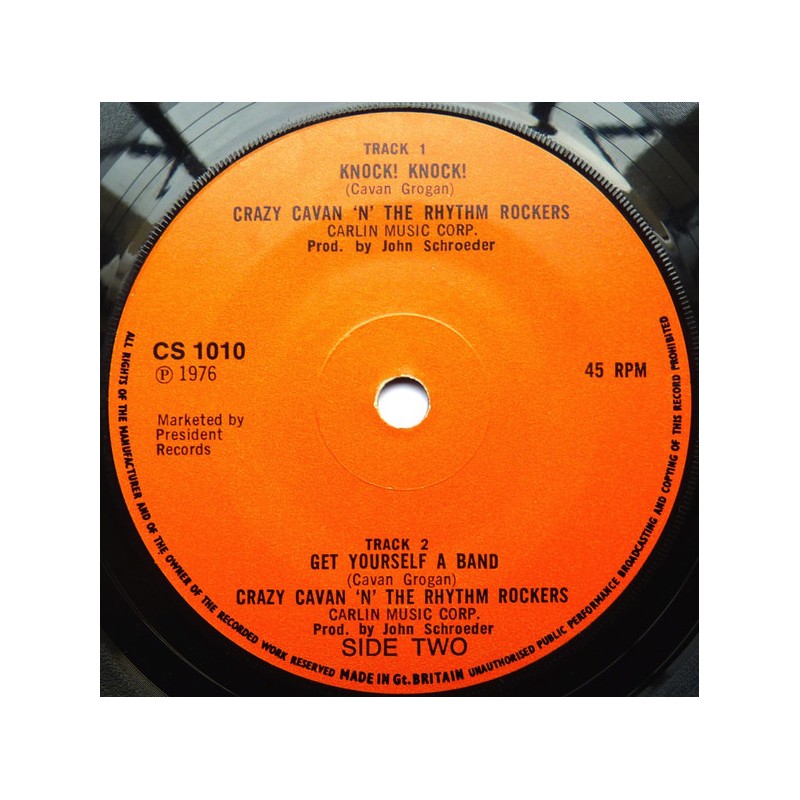 TRACK 1
KNOCK! KNOCK!
(Cavan Grogan)
CRAZY CAVAN 'N' THE RHYTHM ROCKERS
CARLIN MUSIC CORP.
Prod. by John Schroeder
CS 1010
Ⓟ 1976
45 RPM
Marketed by
President
Records
TRACK 2
GET YOURSELF A BAND
(Cavan Grogan)
CRAZY CAVAN 'N' THE RHYTHM ROCKERS
CARLIN MUSIC CORP.
Prod. by John Schroeder
SIDE TWO
ALL RIGHTS OF THE MANUFACTURER AND OF THE OWNER OF THE RECORDED WORK RESERVED MADE IN Gt. BRITAIN UNAUTHORISED PUBLIC PERFORMANCE BROADCASTING AND COPYING OF THIS RECORD PROHIBITED